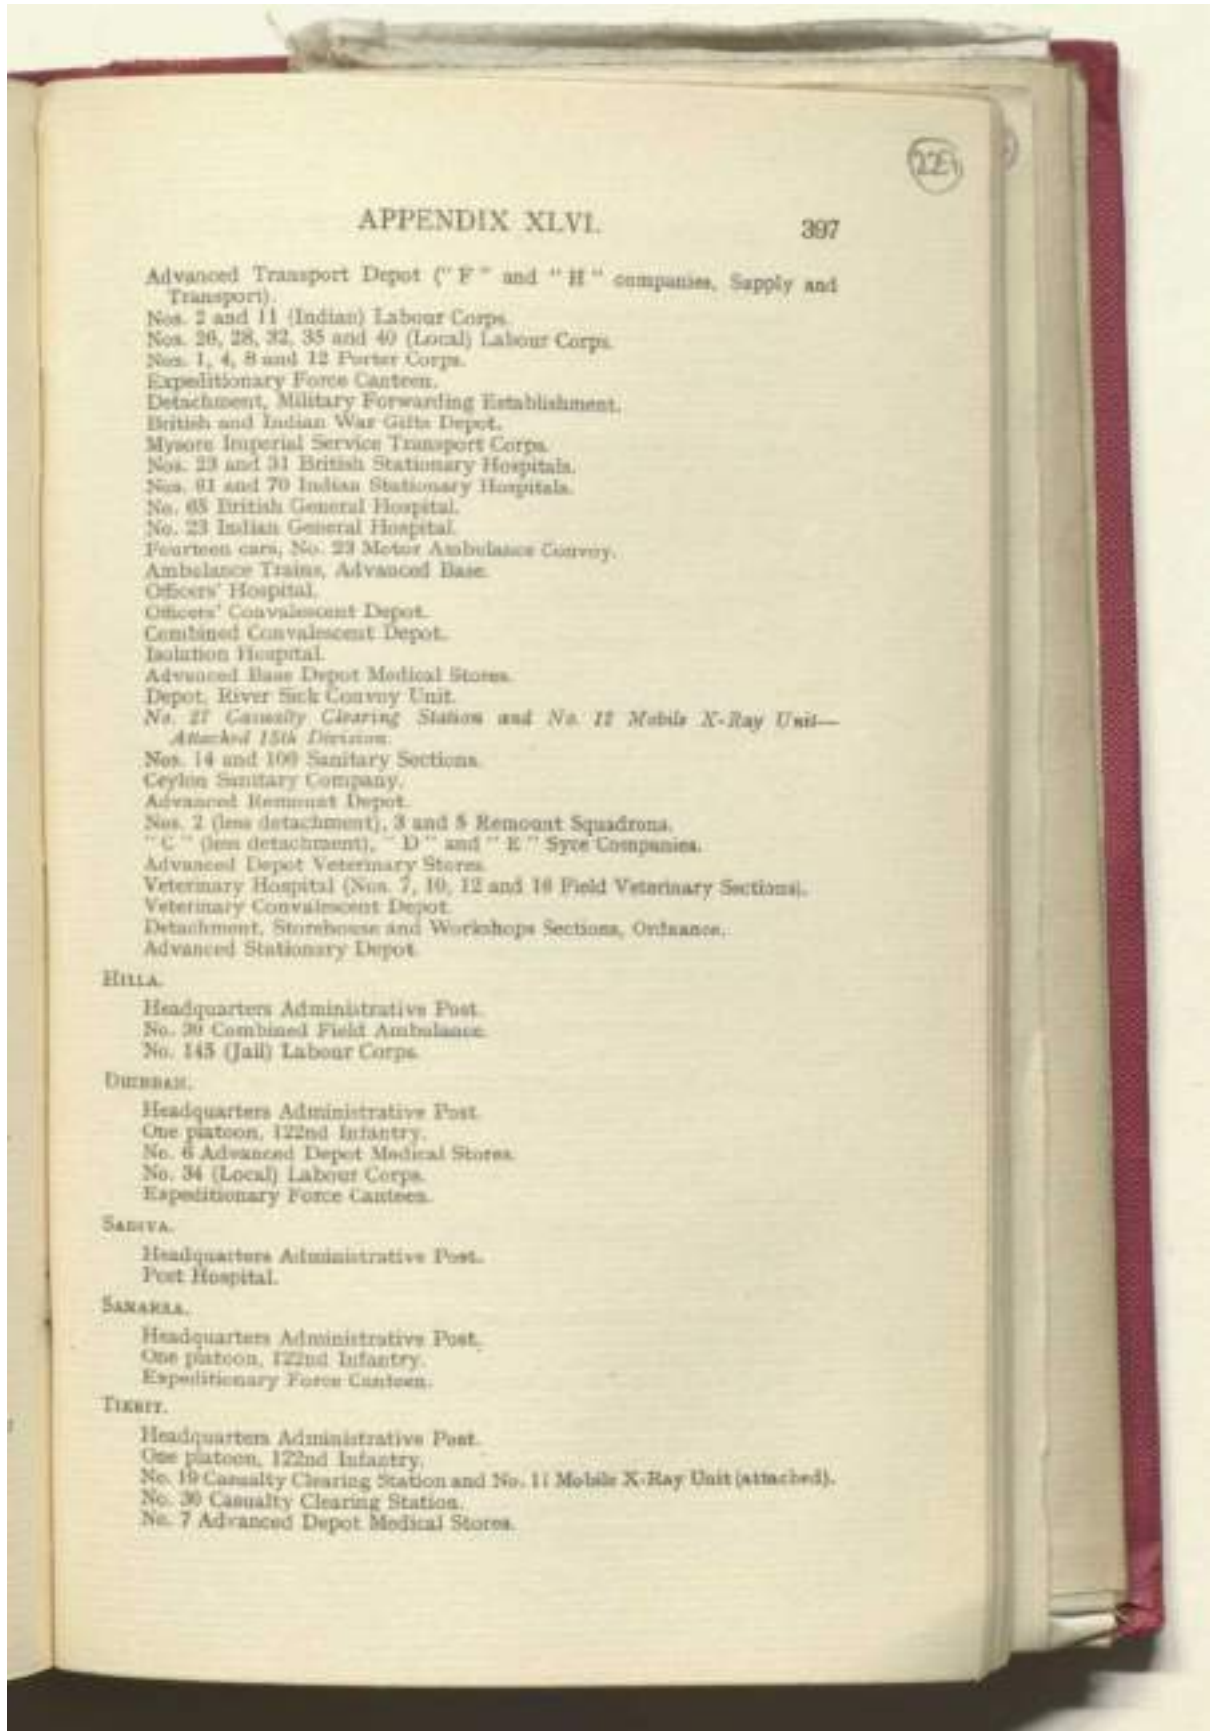 APPENDIX XLVI. 397
Advanced Transport Depot ("F" and "H" companies, Supply and
Transport).
Nos. 2 and 11 (Indian) Labour Corps.
Nos. 26, 28, 32, 35 and 40 (Local) Labour Corps.
Nos. 1, 4, 8 and 12 Porter Corps.
Expeditionary Force Canteen.
Detachment, Military Forwarding Establishment.
British and Indian War Gifts Depot.
Mysore Imperial Service Transport Corps.
Nos. 23 and 31 British Stationary Hospitals.
Nos. 61 and 70 Indian Stationary Hospitals.
No. 65 British General Hospital.
No. 23 Indian General Hospital.
Fourteen cars, No. 23 Motor Ambulance Convoy.
Ambulance Trains, Advanced Base.
Officers' Hospital.
Officers' Convalescent Depot.
Combined Convalescent Depot.
Isolation Hospital.
Advanced Base Depot Medical Stores.
Depot, River Sick Convoy Unit.
No. 27 Casualty Clearing Station and No. 12 Mobile X-Ray Unit—
Attached 15th Division.
Nos. 14 and 100 Sanitary Sections.
Ceylon Sanitary Company.
Advanced Remount Depot.
Nos. 2 (less detachment), 3 and 5 Remount Squadrons.
"C" (less detachment), "D" and "E" Syce Companies.
Advanced Depot Veterinary Stores.
Veterinary Hospital (Nos. 7, 10, 12 and 16 Field Veterinary Sections).
Veterinary Convalescent Depot.
Detachment, Storehouse and Workshops Sections, Ordnance.
Advanced Stationary Depot.
HILLA.
Headquarters Administrative Post.
No. 39 Combined Field Ambulance.
No. 145 (Jail) Labour Corps.
DHIBBAN.
Headquarters Administrative Post.
One platoon, 122nd Infantry.
No. 6 Advanced Depot Medical Stores.
No. 34 (Local) Labour Corps.
Expeditionary Force Canteen.
SADIYA.
Headquarters Administrative Post.
Post Hospital.
SAMARRA.
Headquarters Administrative Post.
One platoon, 122nd Infantry.
Expeditionary Force Canteen.
TIKRIT.
Headquarters Administrative Post.
One platoon, 122nd Infantry.
No. 19 Casualty Clearing Station and No. 11 Mobile X-Ray Unit (attached).
No. 30 Casualty Clearing Station.
No. 7 Advanced Depot Medical Stores.